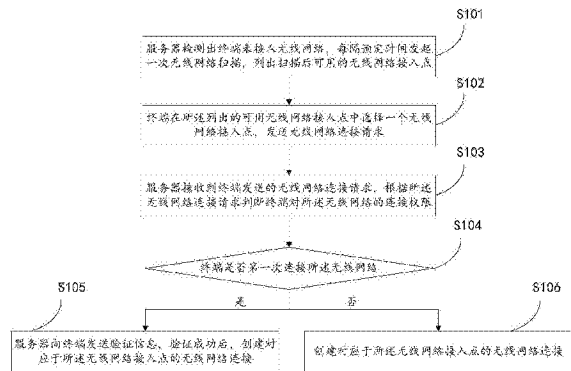 S101
服务器检测出终端未接入无线网络，每隔预定时间发起
一次无线网络扫描，列出扫描后可用的无线网络接入点
S102
终端在所述列出的可用无线网络接入点中选择一个无线
网络接入点，发送无线网络连接请求
S103
服务器接收到终端发送的无线网络连接请求，根据所述
无线网络连接请求判断终端对所述无线网络的连接权限
S104
终端是否第一次连接所述无线网络
S105
是
否
S106
服务器向终端发送验证信息，验证成功后，创建对
应于所述无线网络接入点的无线网络连接
创建对应于所述无线网络接入点的无线网络连接